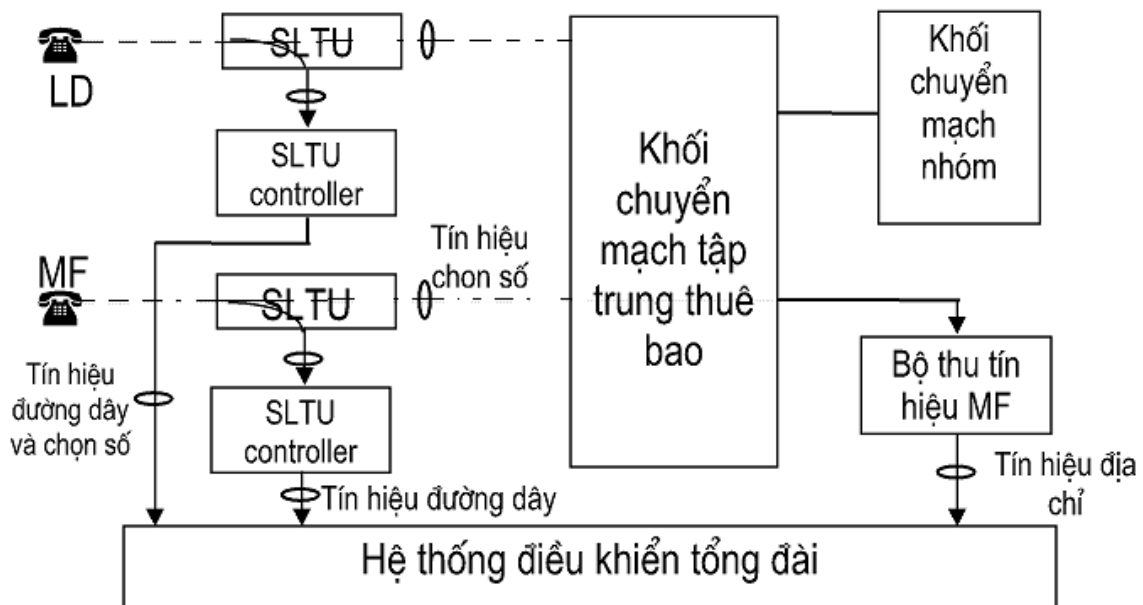 SLTU
LD
SLTU
controller
Khối
chuyển
mạch tập
trung thuê
bao
Khối
chuyển
mạch
nhóm
MF
SLTU
Tín hiệu
chon số
Tín hiệu
đường dây
và chọn số
SLTU
controller
Tín hiệu đường dây
Bộ thu tín
hiệu MF
Tín hiệu địa
chỉ
Hệ thống điều khiển tổng đài